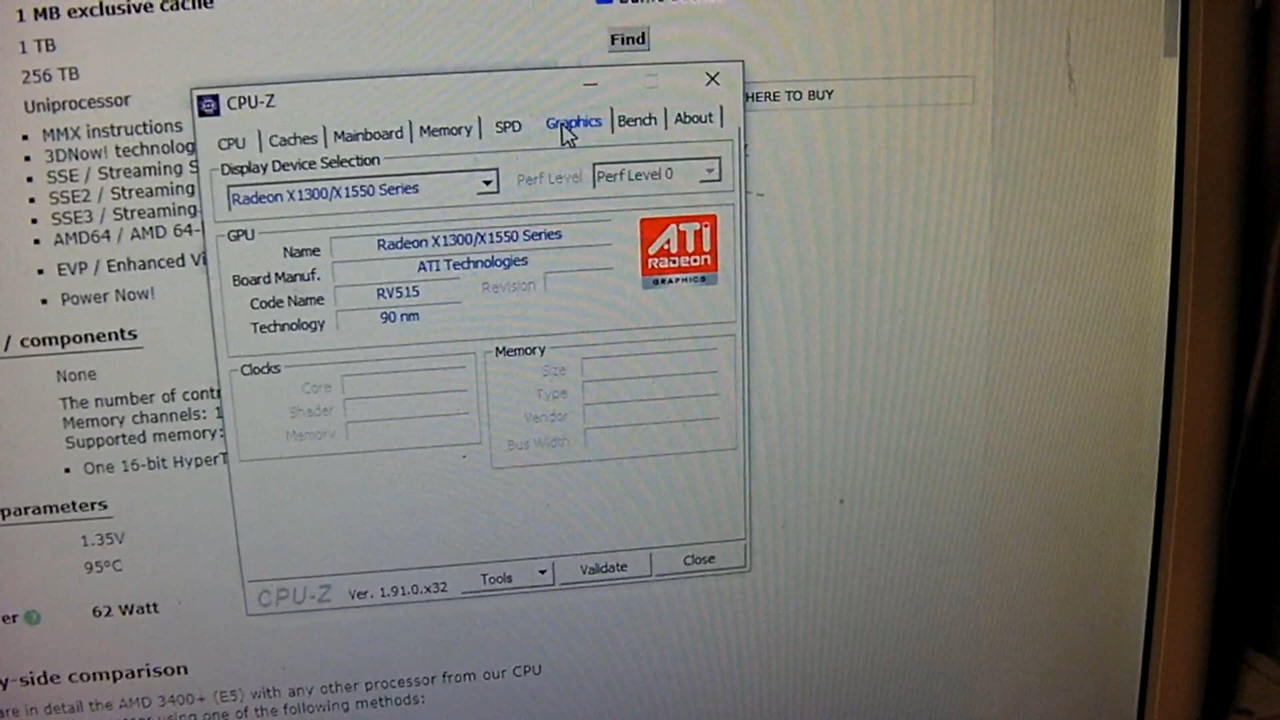 1 MB exclusive cache
1 TB
256 TB
Uniprocessor
MMX instructions
3DNow! technolog
SSE / Streaming S
SSE2 / Streaming
SSE3 / Streaming
AMD64 / AMD 64-
EVP / Enhanced Vi
Power Now!
/ components
None
The number of contr
Memory channels: 1
Supported memory:
One 16-bit HyperT
parameters
1.35V
95°C
62 Watt
y-side comparison
are in detail the AMD 3400+ (E5) with any other processor from our CPU
using one of the following methods:
Find
HERE TO BUY
CPU-Z
CPU Caches Mainboard Memory SPD Graphics Bench About
Display Device Selection
Radeon X1300/X1550 Series Perf Level Perf Level 0
GPU
Name Radeon X1300/X1550 Series
Board Manuf. ATI Technologies
Code Name RV515 Revision
Technology 90 nm
ATI
RADEON
GRAPHICS
Clocks
Core
Shader
Memory
Memory
Size
Type
Vendor
Bus Width
CPU-Z Ver. 1.91.0.x32 Tools Validate Close